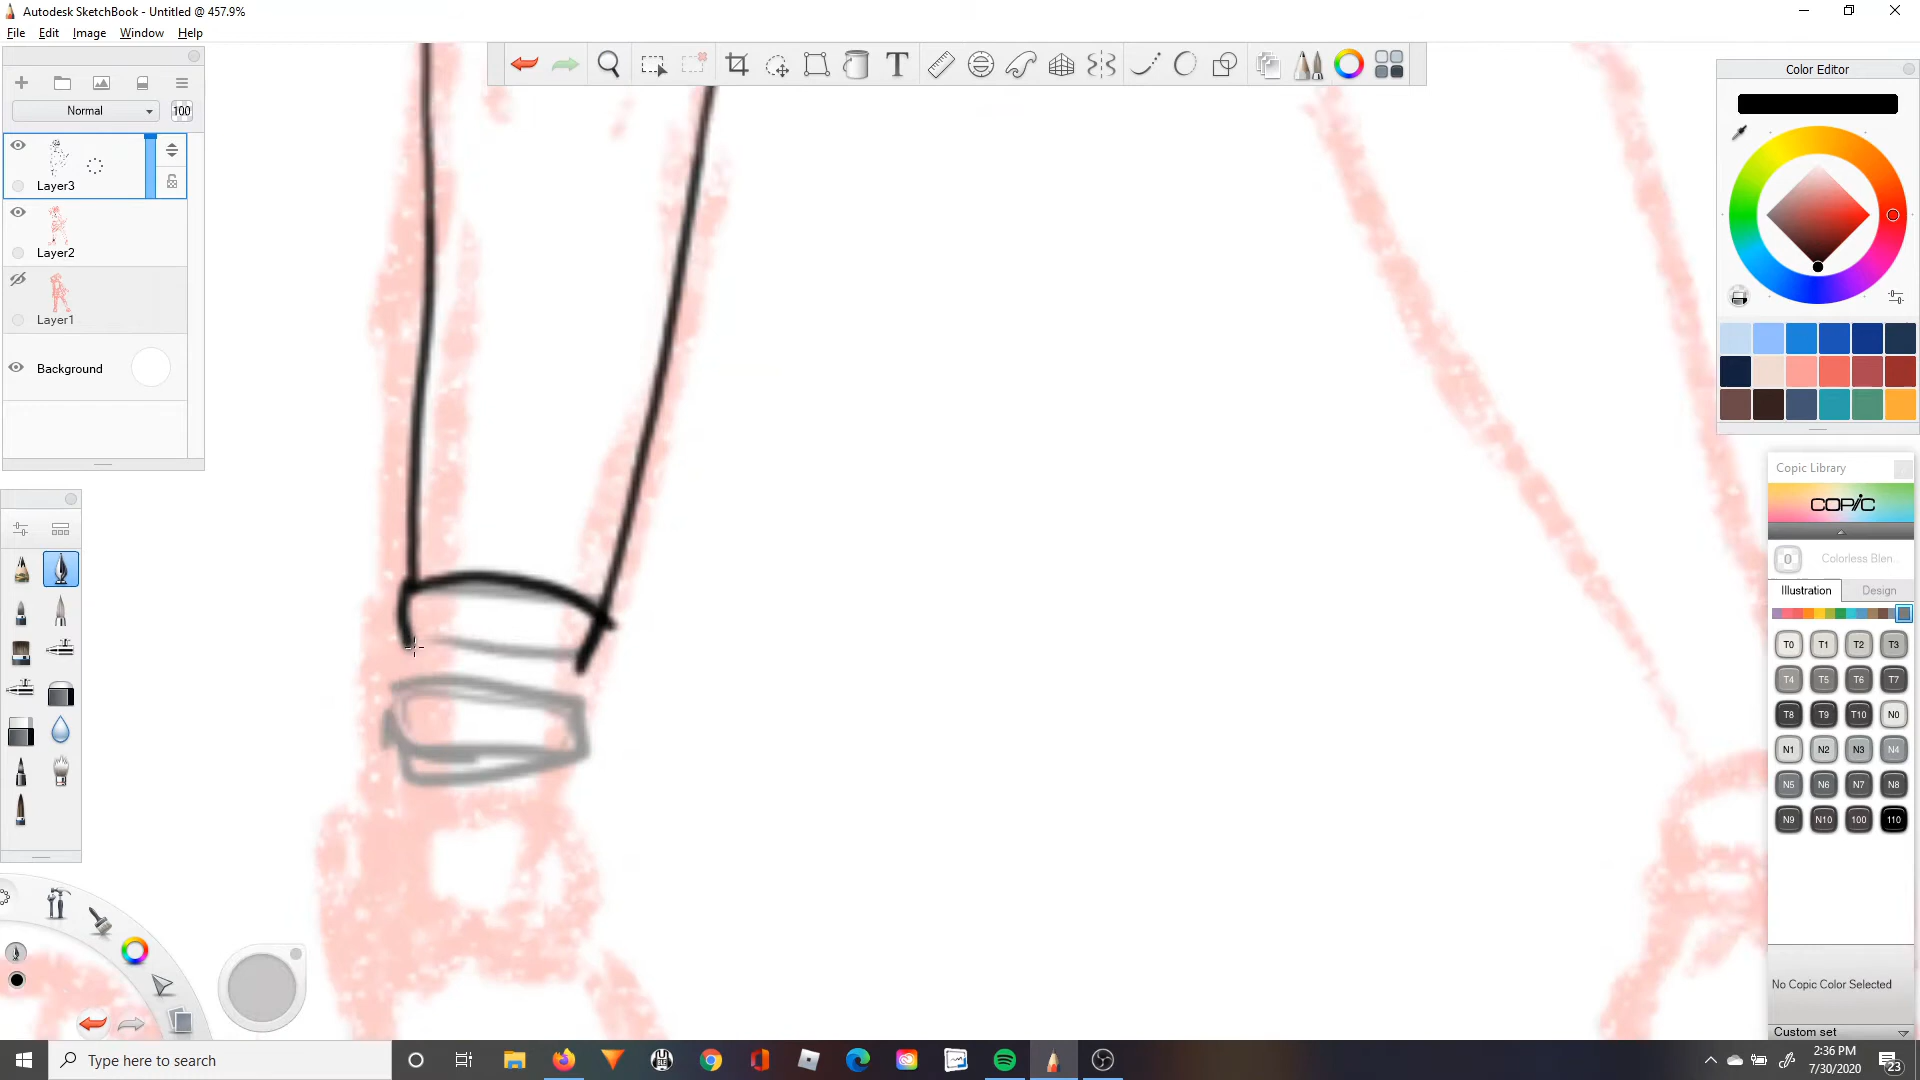 Autodesk SketchBook - Untitled @ 457.9%
File Edit Image Window Help
Normal 100
Layer3
Layer2
Layer1
Background
T
Color Editor
Copic Library
COPIC
0 Colorless Blen...
Illustration Design
T0 T1 T2 T3
T4 T5 T6 T7
T8 T9 T10 N0
N1 N2 N3 N4
N5 N6 N7 N8
N9 N10 100 110
No Copic Color Selected
Custom set
Type here to search
2:36 PM
7/30/2020
23